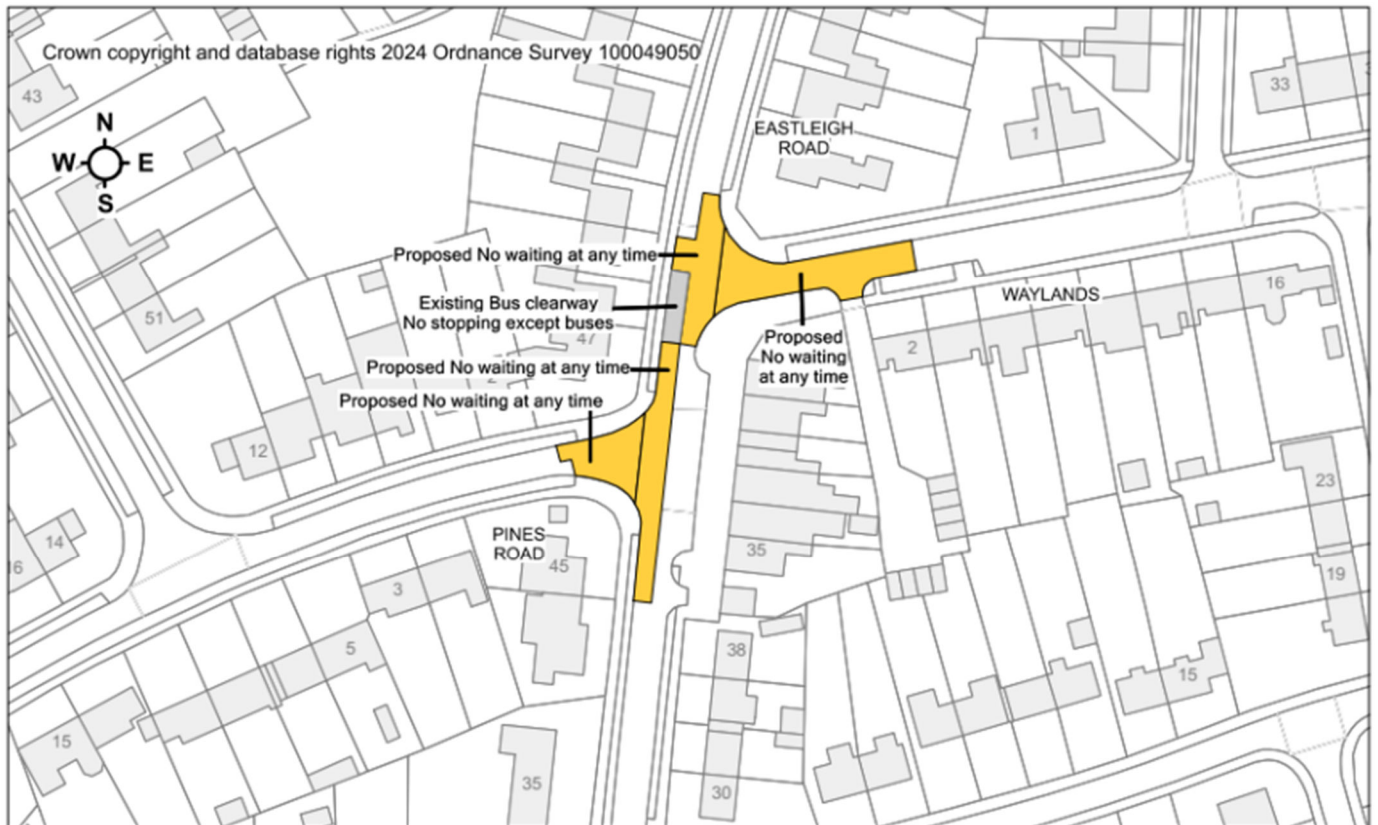 Crown copyright and database rights 2024 Ordnance Survey 100049050
43
N
W E
S
EASTLEIGH
ROAD
1
33
Proposed No waiting at any time
Existing Bus clearway
No stopping except buses
51
47
WAYLANDS
16
2
Proposed
No waiting
at any time
Proposed No waiting at any time
Proposed No waiting at any time
12
23
14
16
PINES
ROAD
45
35
3
19
5
38
15
15
35
30